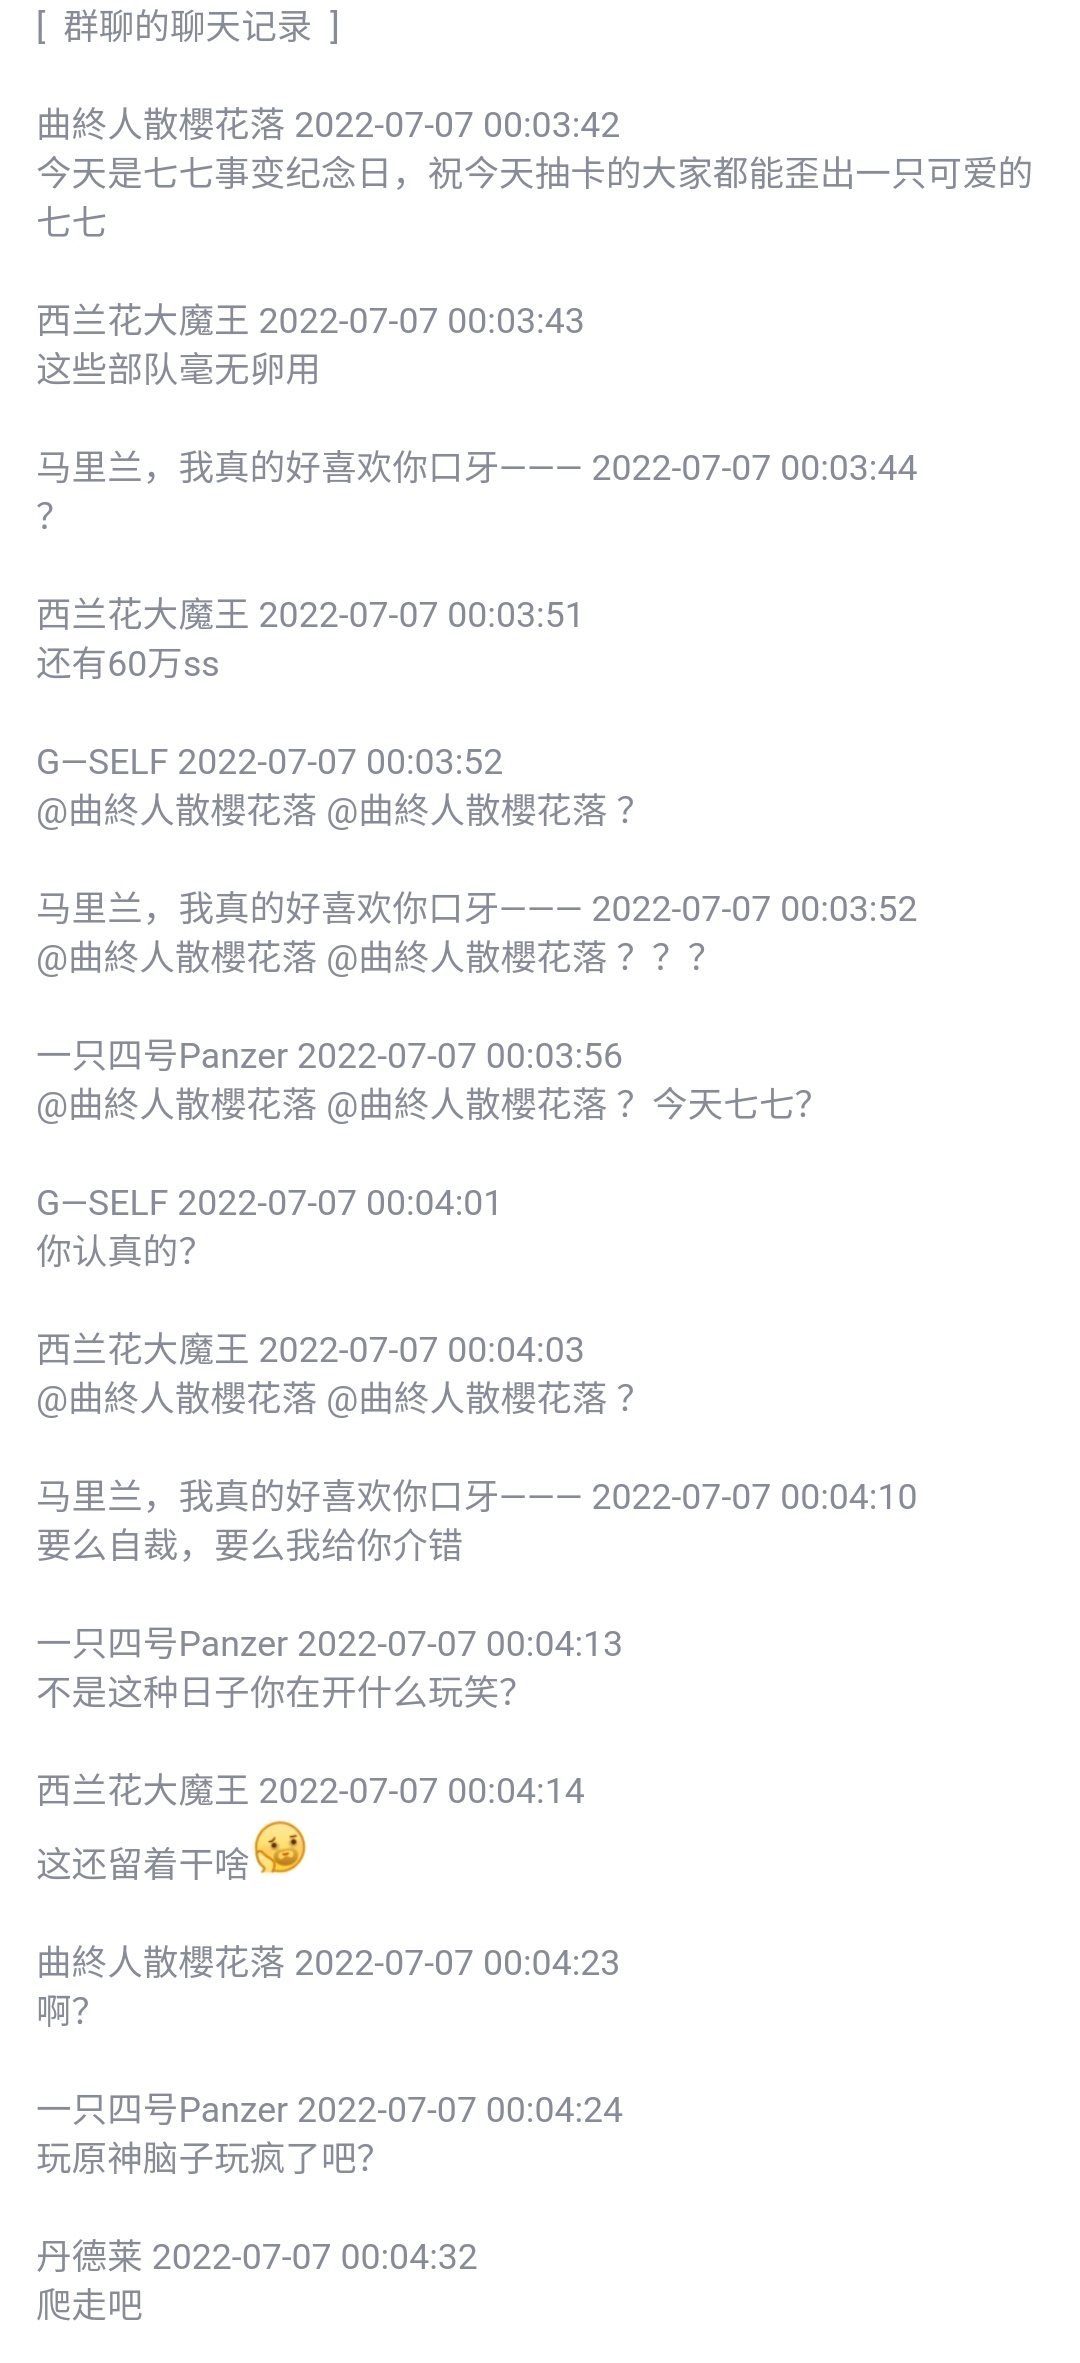 [ 群聊的聊天记录 ]
曲終人散櫻花落 2022-07-07 00:03:42
今天是七七事变纪念日，祝今天抽卡的大家都能歪出一只可爱的
七七
西兰花大魔王 2022-07-07 00:03:43
这些部队毫无卵用
马里兰，我真的好喜欢你口牙――― 2022-07-07 00:03:44
？
西兰花大魔王 2022-07-07 00:03:51
还有60万ss
G—SELF 2022-07-07 00:03:52
@曲終人散櫻花落 @曲終人散櫻花落 ？
马里兰，我真的好喜欢你口牙――― 2022-07-07 00:03:52
@曲終人散櫻花落 @曲終人散櫻花落 ？？？
一只四号Panzer 2022-07-07 00:03:56
@曲終人散櫻花落 @曲終人散櫻花落 ？今天七七？
G—SELF 2022-07-07 00:04:01
你认真的？
西兰花大魔王 2022-07-07 00:04:03
@曲終人散櫻花落 @曲終人散櫻花落 ？
马里兰，我真的好喜欢你口牙――― 2022-07-07 00:04:10
要么自裁，要么我给你介错
一只四号Panzer 2022-07-07 00:04:13
不是这种日子你在开什么玩笑？
西兰花大魔王 2022-07-07 00:04:14
这还留着干啥
曲終人散櫻花落 2022-07-07 00:04:23
啊？
一只四号Panzer 2022-07-07 00:04:24
玩原神脑子玩疯了吧？
丹德莱 2022-07-07 00:04:32
爬走吧